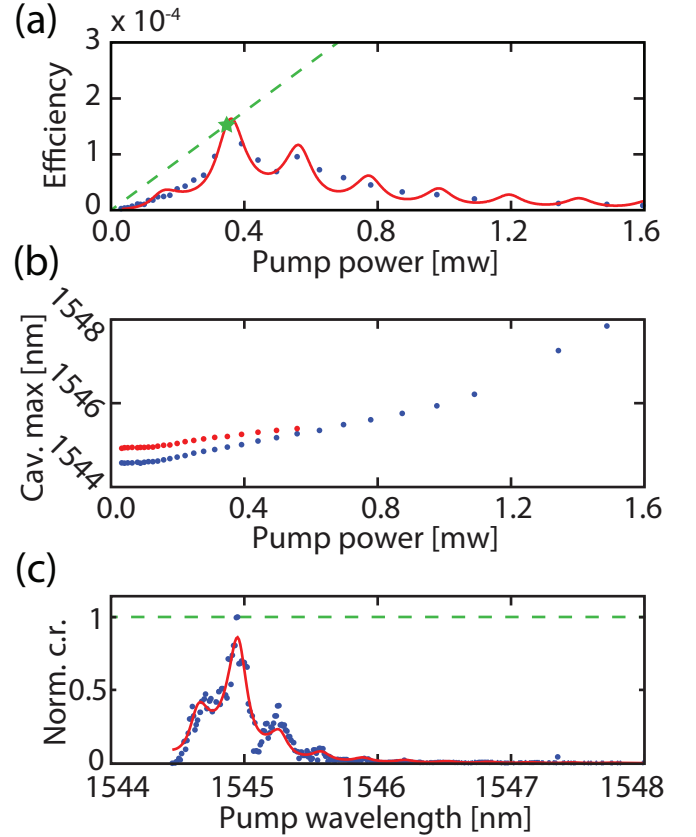 (a)
x 10-4
3
2
1
0
Efficiency
0.0
0.4
0.8
1.2
1.6
Pump power [mw]
(b)
1548
1546
1544
Cav. max [nm]
0.0
0.4
0.8
1.2
1.6
Pump power [mw]
(c)
1
0.5
0
Norm. c.r.
1544
1545
1546
1547
1548
Pump wavelength [nm]